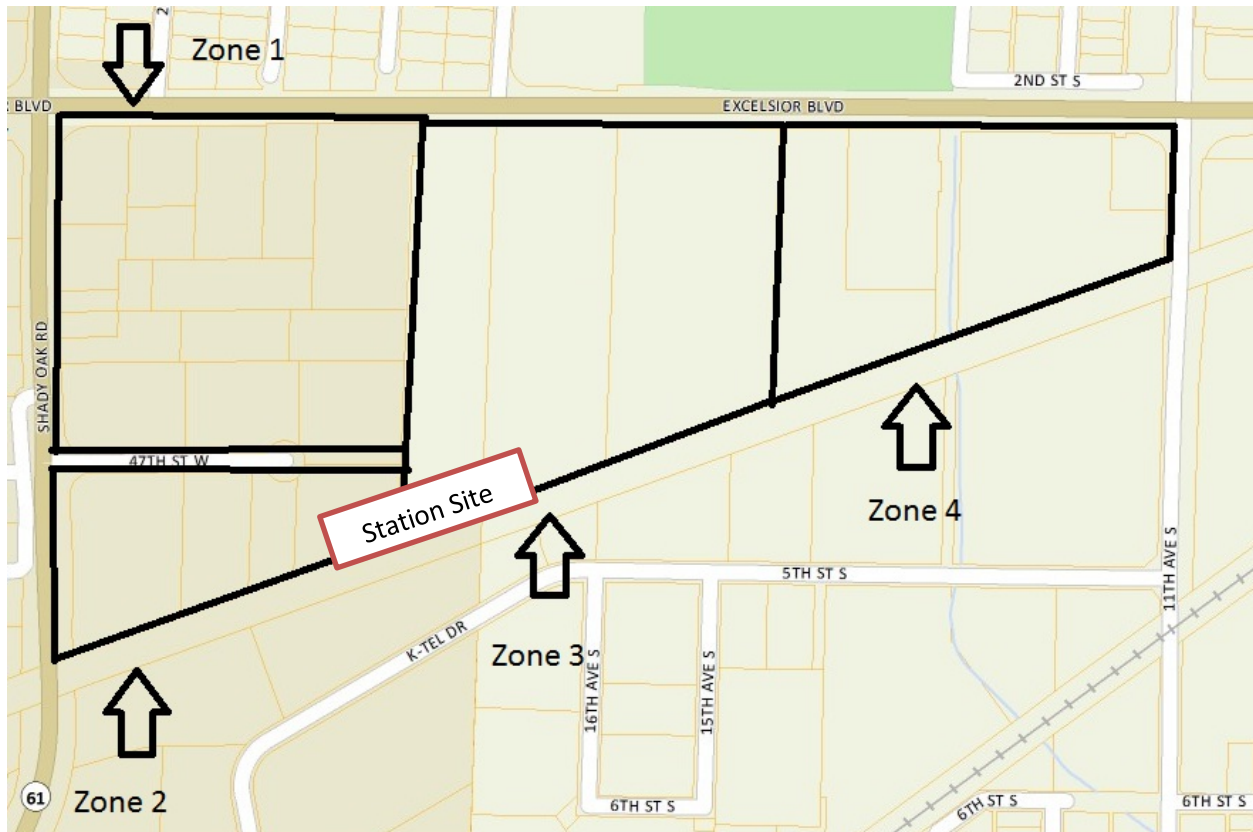 2
Zone 1
2ND ST S
BLVD
EXCELSIOR BLVD
SHADY OAK RD
47TH ST W
Station Site
Zone 4
5TH ST S
11TH AVE S
K-TEL DR
Zone 3
16TH AVE S
15TH AVE S
61
Zone 2
6TH ST S
6TH ST S
6TH ST S